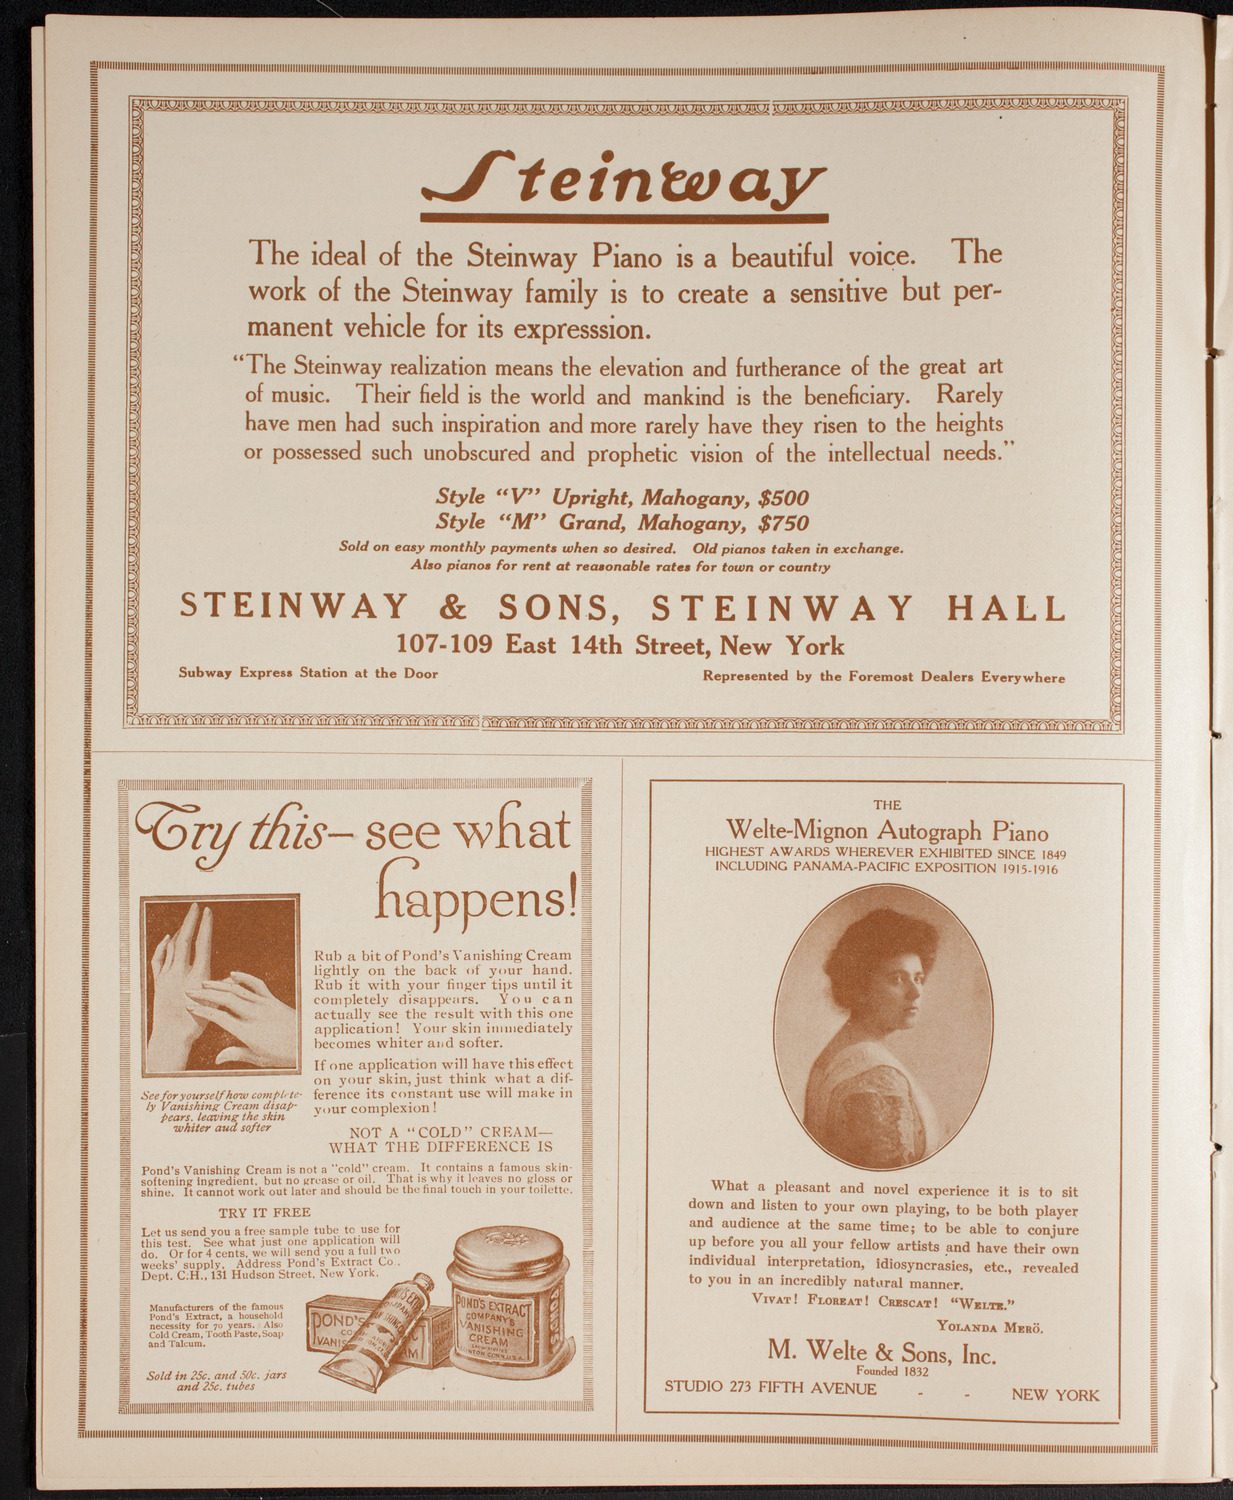 Steinway
The ideal of the Steinway Piano is a beautiful voice. The
work of the Steinway family is to create a sensitive but per-
manent vehicle for its expresssion.
“The Steinway realization means the elevation and furtherance of the great art
of music. Their field is the world and mankind is the beneficiary. Rarely
have men had such inspiration and more rarely have they risen to the heights
or possessed such unobscured and prophetic vision of the intellectual needs.”
Style “V” Upright, Mahogany, $500
Style “M” Grand, Mahogany, $750
Sold on easy monthly payments when so desired. Old pianos taken in exchange.
Also pianos for rent at reasonable rates for town or country
STEINWAY & SONS, STEINWAY HALL
107-109 East 14th Street, New York
Subway Express Station at the Door
Represented by the Foremost Dealers Everywhere
Try this— see what
happens!
Rub a bit of Pond's Vanishing Cream
lightly on the back of your hand.
Rub it with your finger tips until it
completely disappears. You can
actually see the result with this one
application! Your skin immediately
becomes whiter and softer.
If one application will have this effect
on your skin, just think what a dif-
ference its constant use will make in
your complexion!
See for yourself how complete-
ly Vanishing Cream disap-
pears, leaving the skin
whiter and softer
NOT A “COLD” CREAM—
WHAT THE DIFFERENCE IS
Pond's Vanishing Cream is not a “cold” cream. It contains a famous skin-
softening ingredient, but no grease or oil. That is why it leaves no gloss or
shine. It cannot work out later and should be the final touch in your toilette.
TRY IT FREE
Let us send you a free sample tube to use for
this test. See what just one application will
do. Or for 4 cents, we will send you a full two
weeks' supply. Address Pond's Extract Co.,
Dept. C.H., 131 Hudson Street, New York.
Manufacturers of the famous
Pond's Extract, a household
necessity for 70 years. Also
Cold Cream, Tooth Paste, Soap
and Talcum.
Sold in 25c. and 50c. jars
and 25c. tubes
POND'S
VANIS
POND'S EXTRACT
COMPANY'S
VANISHING
CREAM
THE
Welte-Mignon Autograph Piano
HIGHEST AWARDS WHEREVER EXHIBITED SINCE 1849
INCLUDING PANAMA-PACIFIC EXPOSITION 1915-1916
What a pleasant and novel experience it is to sit
down and listen to your own playing, to be both player
and audience at the same time; to be able to conjure
up before you all your fellow artists and have their own
individual interpretation, idiosyncrasies, etc., revealed
to you in an incredibly natural manner.
VIVAT! FLOREAT! CRESCAT! “WELTE.”
YOLANDA MERÖ.
M. Welte & Sons, Inc.
Founded 1832
STUDIO 273 FIFTH AVENUE - - NEW YORK